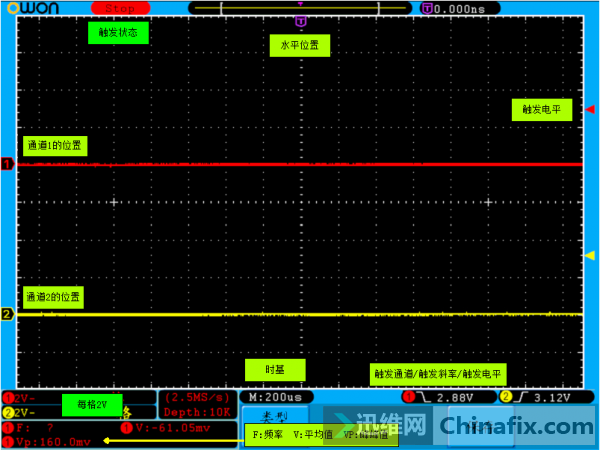 OWON Stop T 0.000ns
T
触发状态
水平位置
触发电平
通道1的位置
1
2
通道2的位置
时基
触发通道/触发斜率/触发电平
1 2V- (2.5MS/s) M:200us 1 2.88V 2 3.12V
每格2V
2 2V- 格 Depth:10K 类型
1 F: ? 1 V:-61.05mv
1 Vp:160.0mv F:频率 V:平均值 VP:峰峰值
迅维网 Chinafix.com